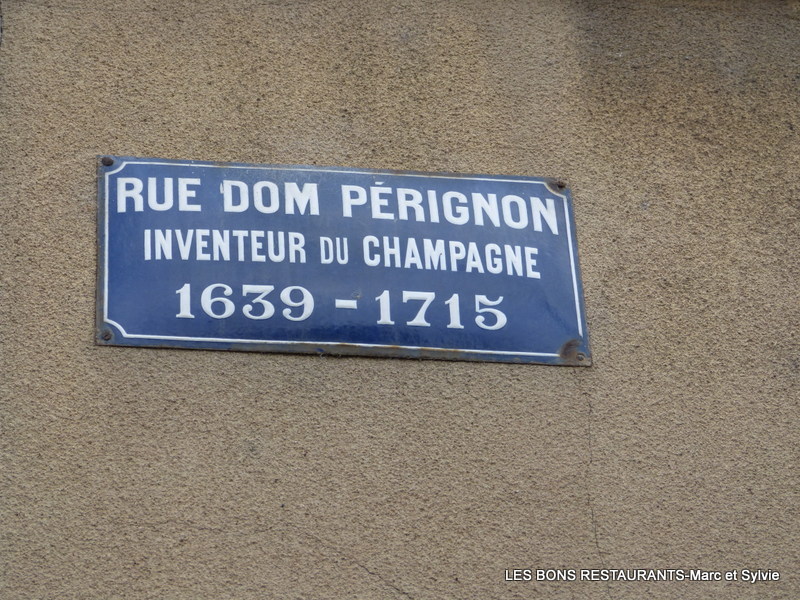 RUE DOM PÉRIGNON
INVENTEUR DU CHAMPAGNE
1639 - 1715
LES BONS RESTAURANTS-Marc et Sylvie